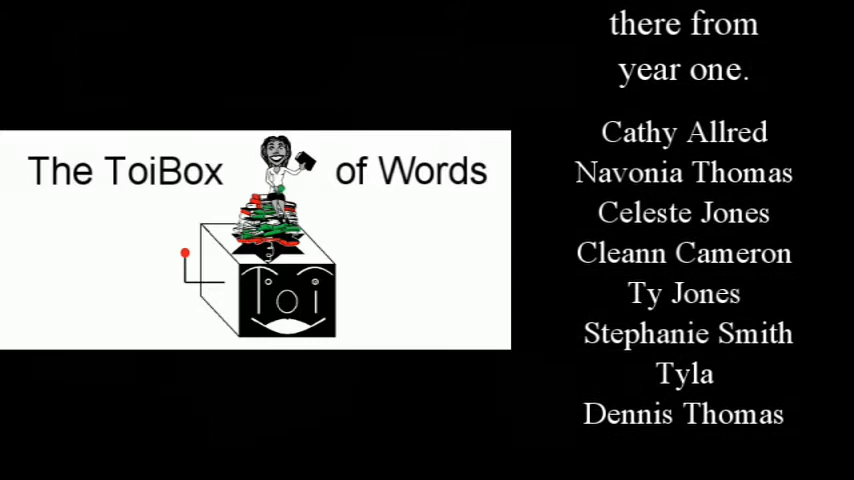 The ToiBox of Words
Toi
there from
year one.
Cathy Allred
Navonia Thomas
Celeste Jones
Cleann Cameron
Ty Jones
Stephanie Smith
Tyla
Dennis Thomas